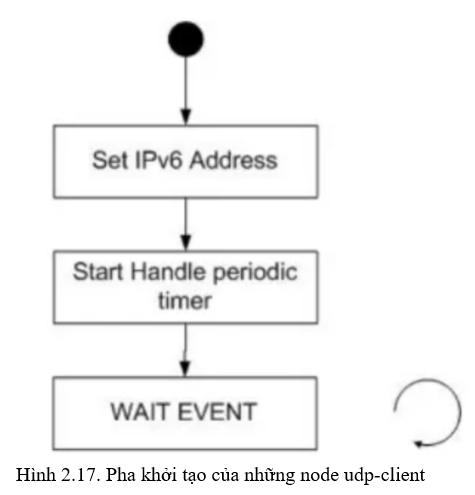 Set IPv6 Address
Start Handle periodic
timer
WAIT EVENT
Hình 2.17. Pha khởi tạo của những node udp-client